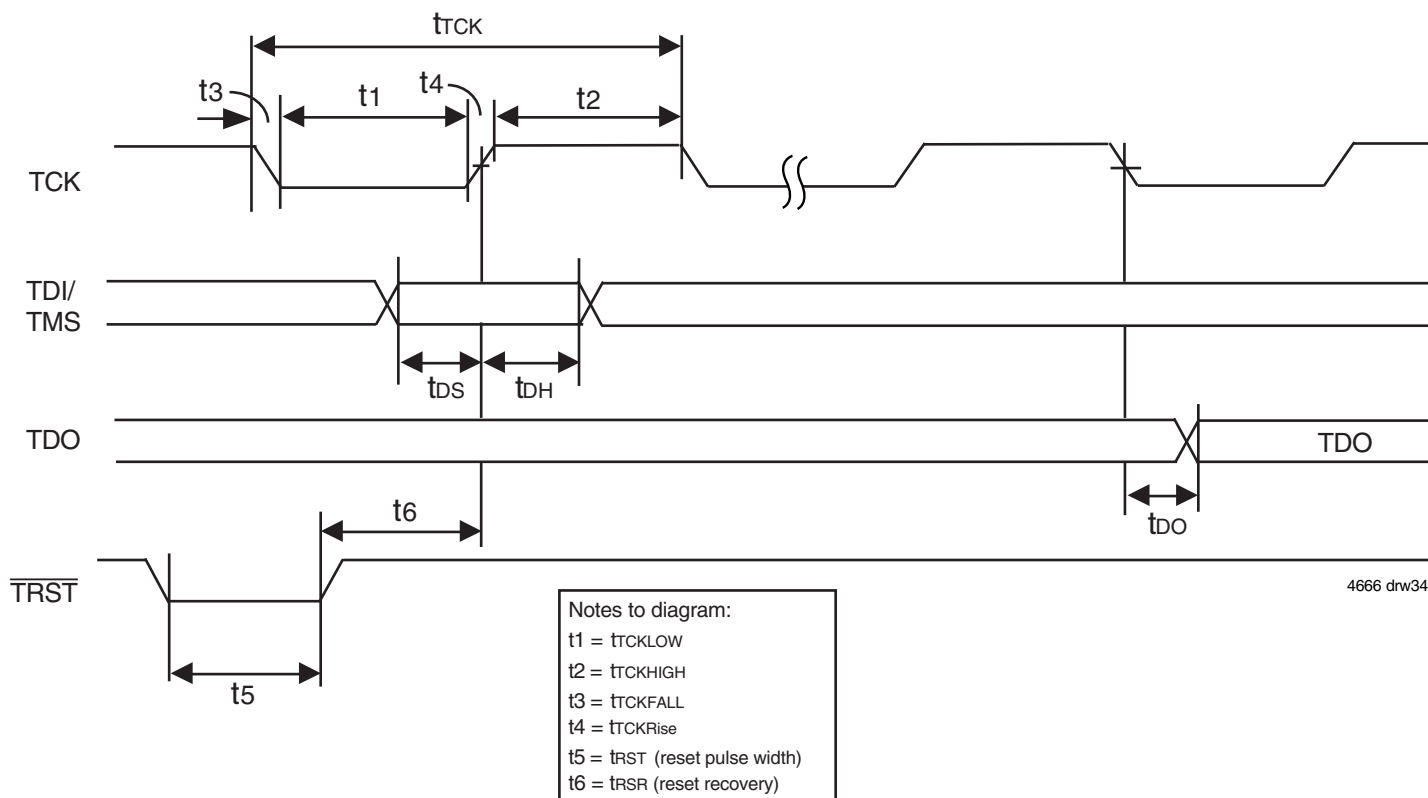 tTCK
t3
t1
t4
t2
TCK
TDI/
TMS
tDS
tDH
TDO
TDO
t6
tDO
TRST
4666 drw34
t5
Notes to diagram:
t1 = tTCKLOW
t2 = tTCKHIGH
t3 = tTCKFALL
t4 = tTCKRise
t5 = tRST (reset pulse width)
t6 = tRSR (reset recovery)